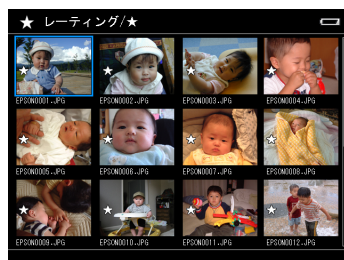 ★ レーティング/★
EPSON0001.JPG EPSON0002.JPG EPSON0003.JPG EPSON0004.JPG
EPSON0005.JPG EPSON0006.JPG EPSON0007.JPG EPSON0008.JPG
EPSON0009.JPG EPSON0010.JPG EPSON0011.JPG EPSON0012.JPG